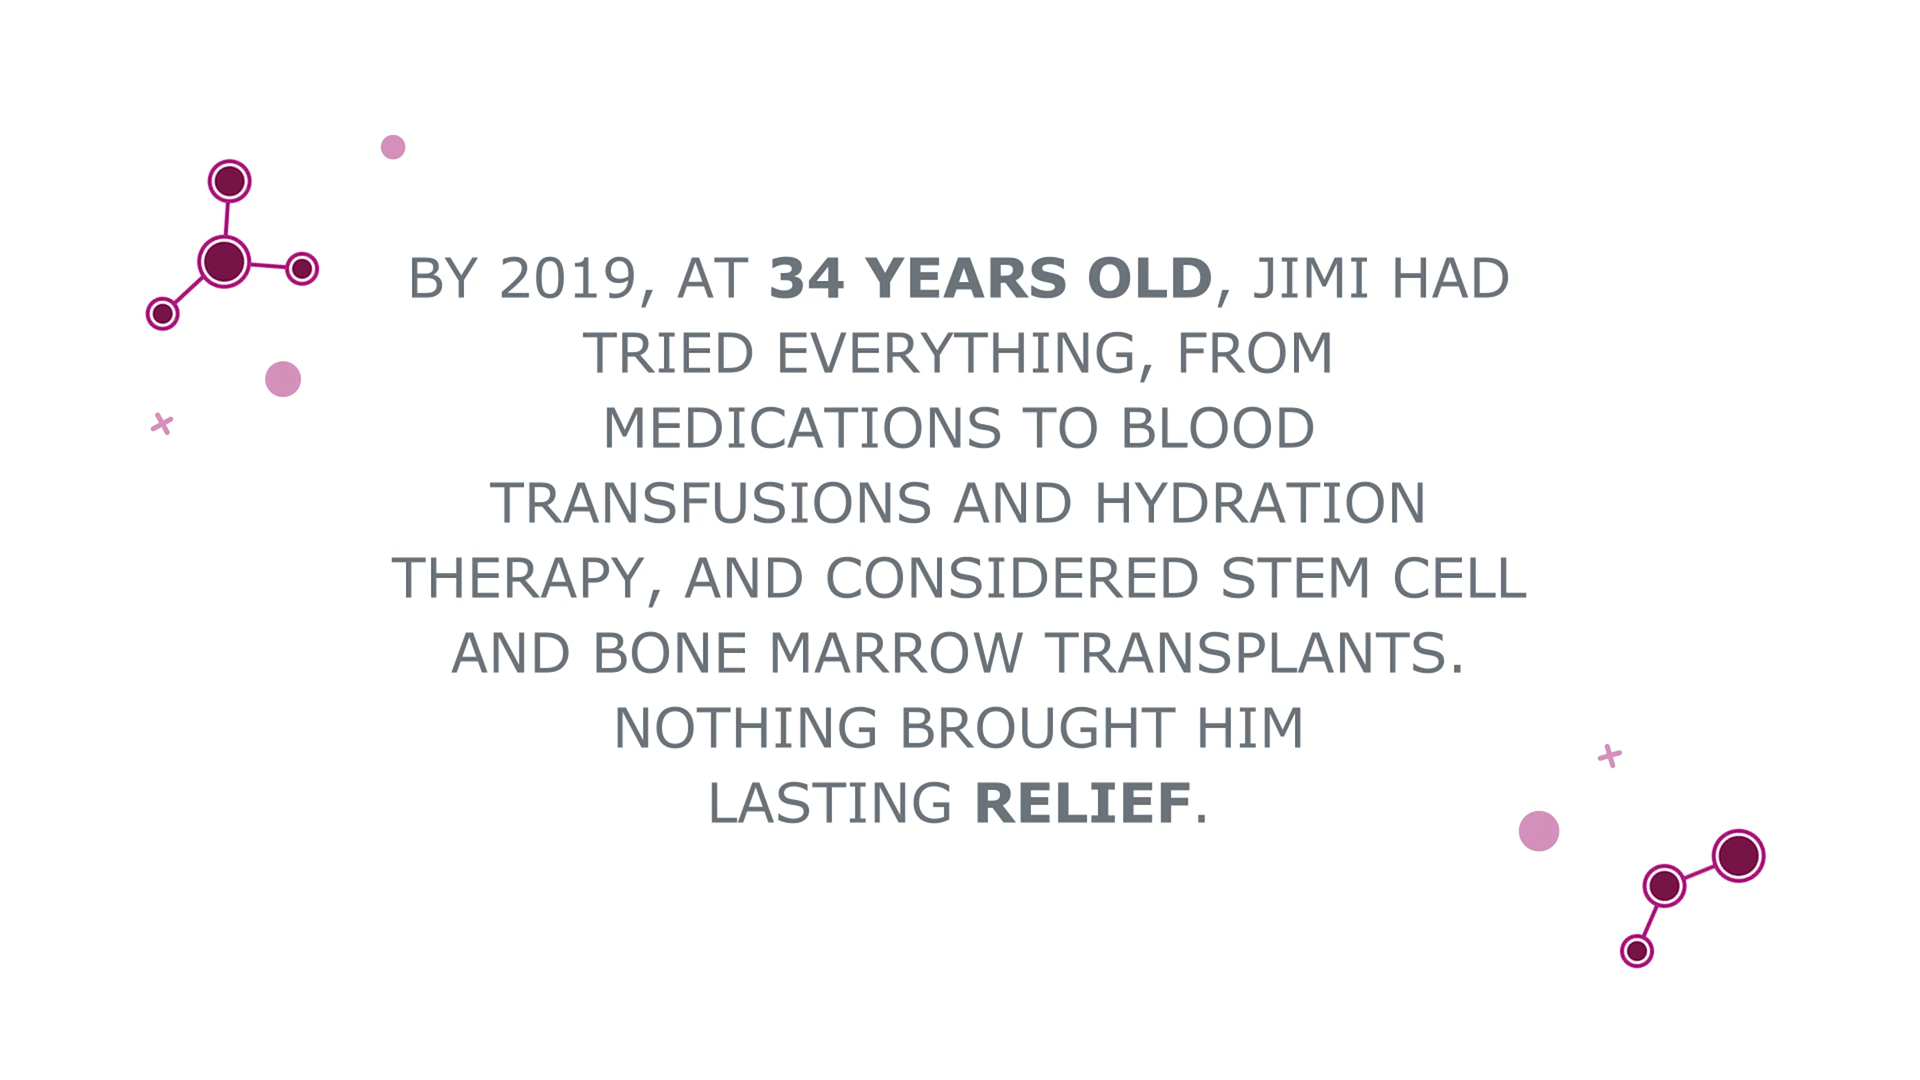 BY 2019, AT 34 YEARS OLD, JIMI HAD
TRIED EVERYTHING, FROM
MEDICATIONS TO BLOOD
TRANSFUSIONS AND HYDRATION
THERAPY, AND CONSIDERED STEM CELL
AND BONE MARROW TRANSPLANTS.
NOTHING BROUGHT HIM
LASTING RELIEF.